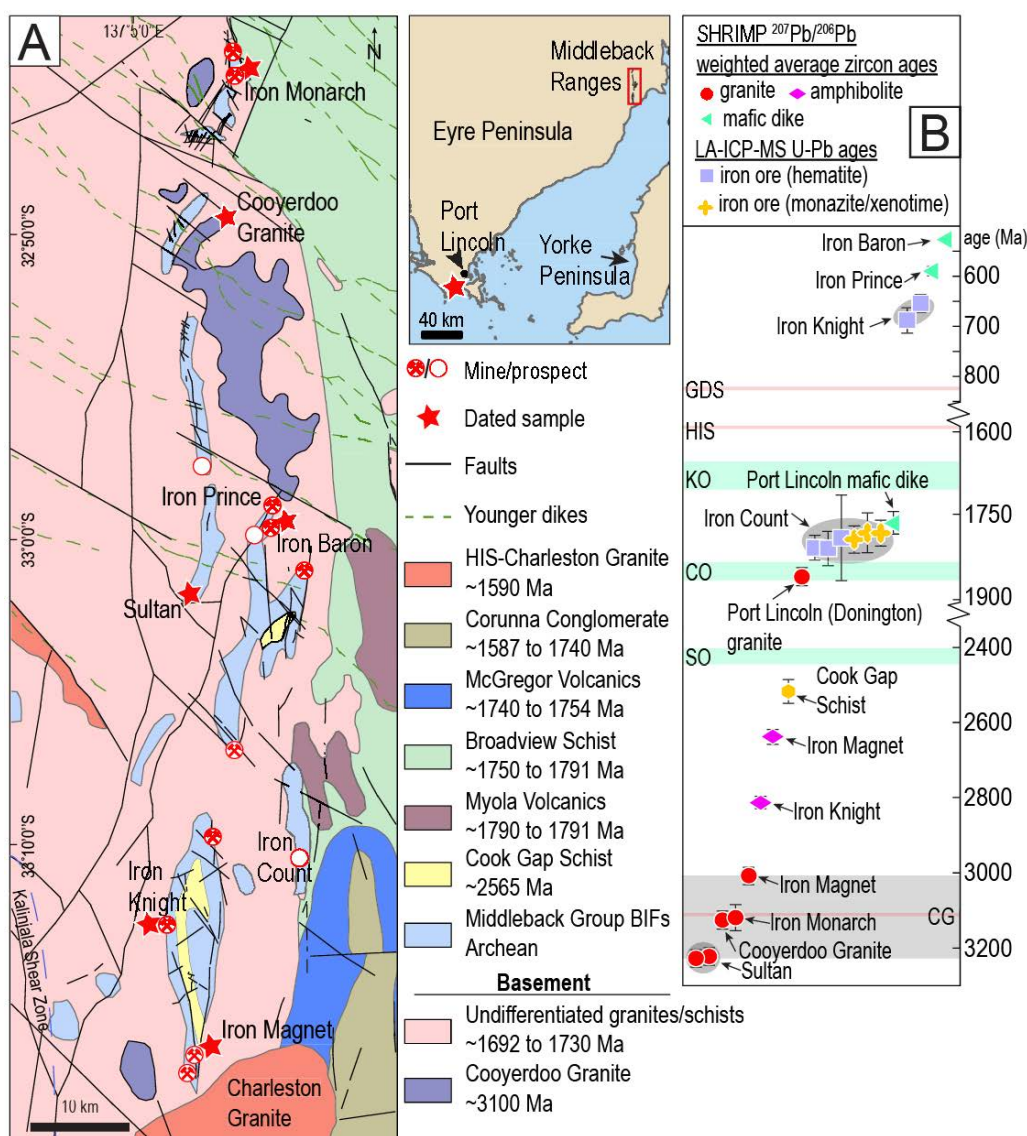 A
137°5'0"E
N
Iron Monarch
Cooyerdoo
Granite
32°50'0"S
Iron Prince
33°0'0"S
Iron Baron
Sultan
33°10'0"S
Iron
Count
Iron
Knight
Kalinjala Shear Zone
Iron Magnet
Charleston
Granite
10 km
Middleback
Ranges
Eyre Peninsula
Port
Lincoln
Yorke
Peninsula
40 km
/
Mine/prospect
Dated sample
Faults
Younger dikes
HIS-Charleston Granite
~1590 Ma
Corunna Conglomerate
~1587 to 1740 Ma
McGregor Volcanics
~1740 to 1754 Ma
Broadview Schist
~1750 to 1791 Ma
Myola Volcanics
~1790 to 1791 Ma
Cook Gap Schist
~2565 Ma
Middleback Group BIFs
Archean
Basement
Undifferentiated granites/schists
~1692 to 1730 Ma
Cooyerdoo Granite
~3100 Ma
SHRIMP ²⁰⁷Pb/²⁰⁶Pb
weighted average zircon ages
granite
amphibolite
mafic dike
B
LA-ICP-MS U-Pb ages
iron ore (hematite)
iron ore (monazite/xenotime)
age (Ma)
Iron Baron
Iron Prince
600
Iron Knight
700
800
GDS
HIS
1600
KO
Port Lincoln mafic dike
Iron Count
1750
CO
Port Lincoln (Donington)
granite
1900
SO
2400
Cook Gap
Schist
2600
Iron Magnet
2800
Iron Knight
3000
Iron Magnet
CG
Iron Monarch
Cooyerdoo Granite
3200
Sultan